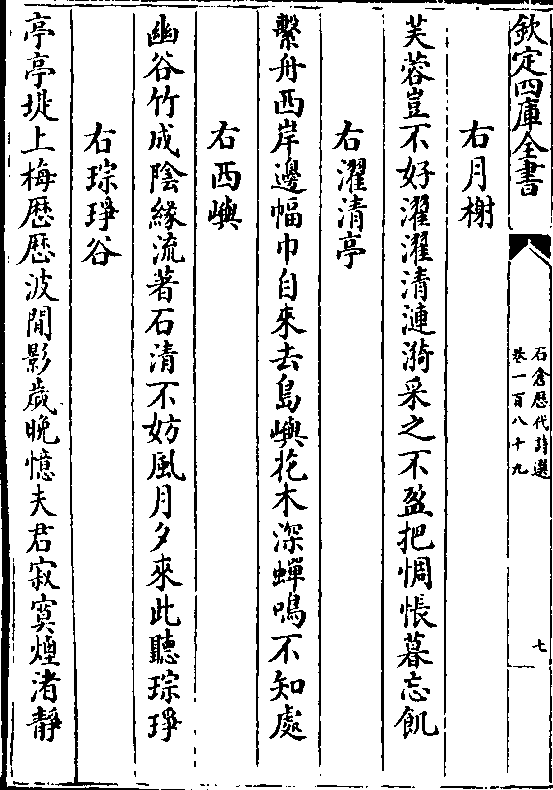 欽定四庫全書
石倉歷代詩選
卷一百八十九
七
右月榭
芙蓉豈不好濯濯清漣漪采之不盈把惆悵暮忘飢
右濯清亭
繫舟西岸邊幅巾自來去島嶼花木深蟬鳴不知處
右西嶼
幽谷竹成陰緣流著石清不妨風月夕來此聽琮琤
右琮琤谷
亭亭堤上梅歷歷波間影歲晚憶夫君寂寞煙渚靜